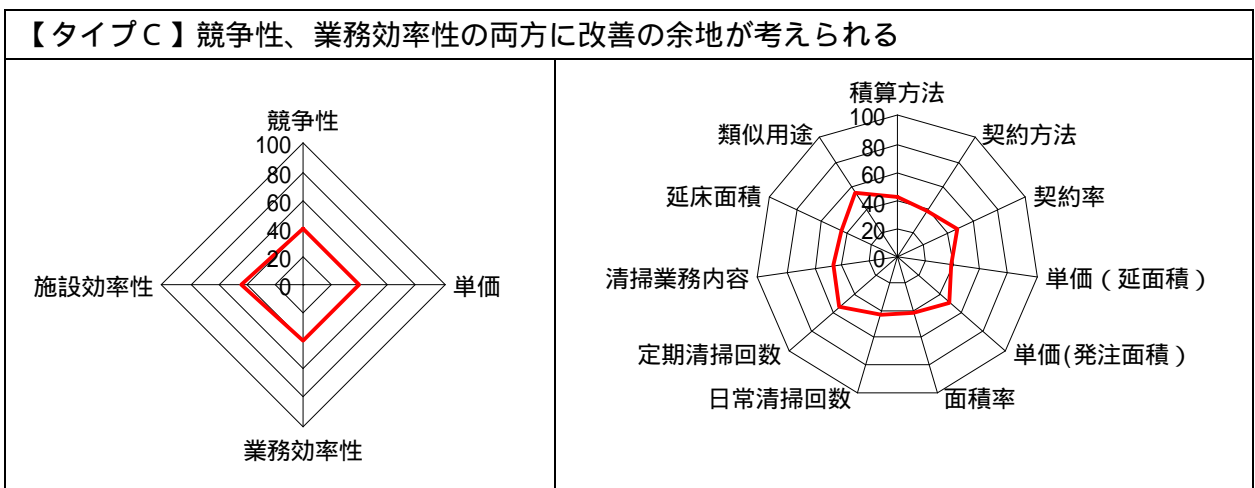 【タイプC】競争性、業務効率性の両方に改善の余地が考えられる
競争性
100
80
60
40
20
0
単価
業務効率性
施設効率性
積算方法
100
80
60
40
20
0
契約方法
契約率
単価(延面積)
単価(発注面積)
面積率
日常清掃回数
定期清掃回数
清掃業務内容
延床面積
類似用途